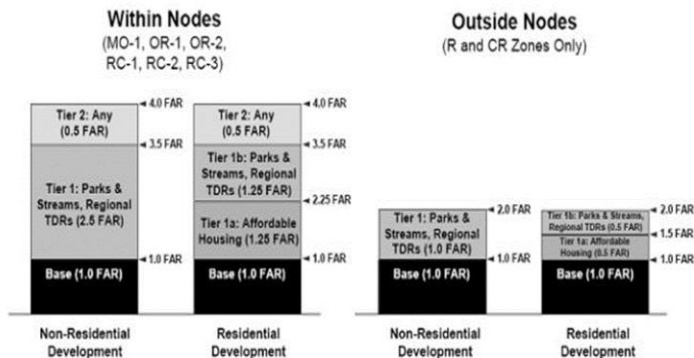 Within Nodes
(MO-1, OR-1, OR-2,
RC-1, RC-2, RC-3)
4.0 FAR
Tier 2: Any
(0.5 FAR)
3.5 FAR
Tier 1: Parks &
Streams, Regional
TDRs (2.5 FAR)
1.0 FAR
Base (1.0 FAR)
Non-Residential
Development
4.0 FAR
Tier 2: Any
(0.5 FAR)
3.5 FAR
Tier 1b: Parks &
Streams, Regional
TDRs (1.25 FAR)
2.25 FAR
Tier 1a: Affordable
Housing (1.25 FAR)
1.0 FAR
Base (1.0 FAR)
Residential
Development
Outside Nodes
(R and CR Zones Only)
2.0 FAR
Tier 1: Parks &
Streams, Regional
TDRs (1.0 FAR)
1.0 FAR
Base (1.0 FAR)
Non-Residential
Development
2.0 FAR
Tier 1b: Parks & Streams,
Regional TDRs (0.5 FAR)
1.5 FAR
Tier 1a: Affordable
Housing (0.5 FAR)
1.0 FAR
Base (1.0 FAR)
Residential
Development